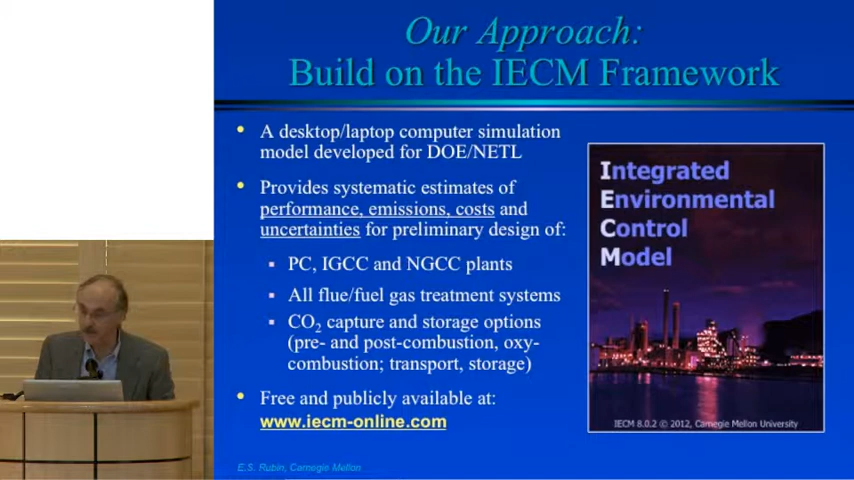 Our Approach:
Build on the IECM Framework
• A desktop/laptop computer simulation
model developed for DOE/NETL
• Provides systematic estimates of
performance, emissions, costs and
uncertainties for preliminary design of:
▪ PC, IGCC and NGCC plants
▪ All flue/fuel gas treatment systems
▪ CO₂ capture and storage options
(pre- and post-combustion, oxy-
combustion; transport, storage)
• Free and publicly available at:
www.iecm-online.com
Integrated
Environmental
Control
Model
IECM 8.0.2 © 2012, Carnegie Mellon University
E.S. Rubin, Carnegie Mellon